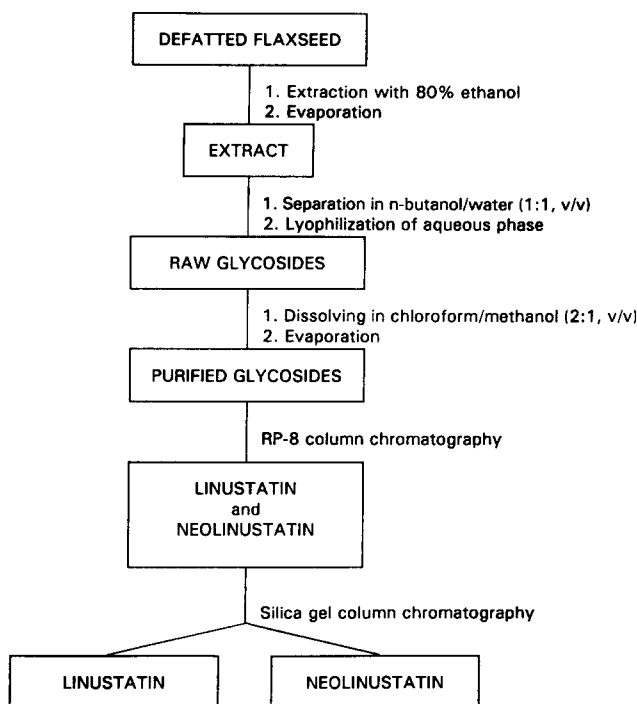 DEFATTED FLAXSEED
1. Extraction with 80% ethanol
2. Evaporation
EXTRACT
1. Separation in n-butanol/water (1:1, v/v)
2. Lyophilization of aqueous phase
RAW GLYCOSIDES
1. Dissolving in chloroform/methanol (2:1, v/v)
2. Evaporation
PURIFIED GLYCOSIDES
RP-8 column chromatography
LINUSTATIN
and
NEOLINUSTATIN
Silica gel column chromatography
LINUSTATIN
NEOLINUSTATIN